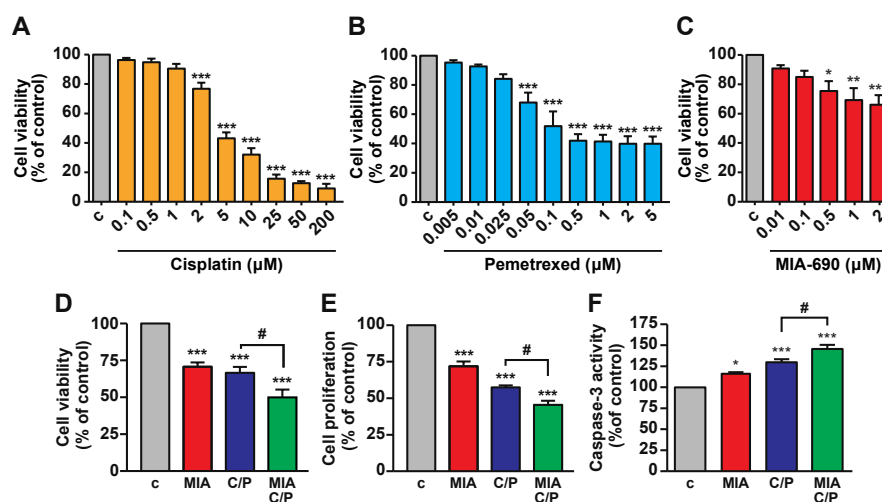 A
Cell viability
(% of control)
100
80
60
40
20
0
***
***
***
***
***
***
c
0.1
0.5
1
2
5
10
25
50
200
Cisplatin (µM)
B
Cell viability
(% of control)
100
80
60
40
20
0
***
***
***
***
***
***
c
0.005
0.01
0.025
0.05
0.1
0.5
1
2
5
Pemetrexed (µM)
C
Cell viability
(% of control)
100
80
60
40
20
0
*
**
**
c
0.01
0.1
0.5
1
2
MIA-690 (µM)
D
Cell viability
(% of control)
100
75
50
25
0
***
***
#
***
c
MIA
C/P
MIA
C/P
E
Cell proliferation
(% of control)
100
75
50
25
0
***
***
#
***
c
MIA
C/P
MIA
C/P
F
Caspase-3 activity
(%of control)
175
150
125
100
75
50
25
0
*
***
#
***
c
MIA
C/P
MIA
C/P